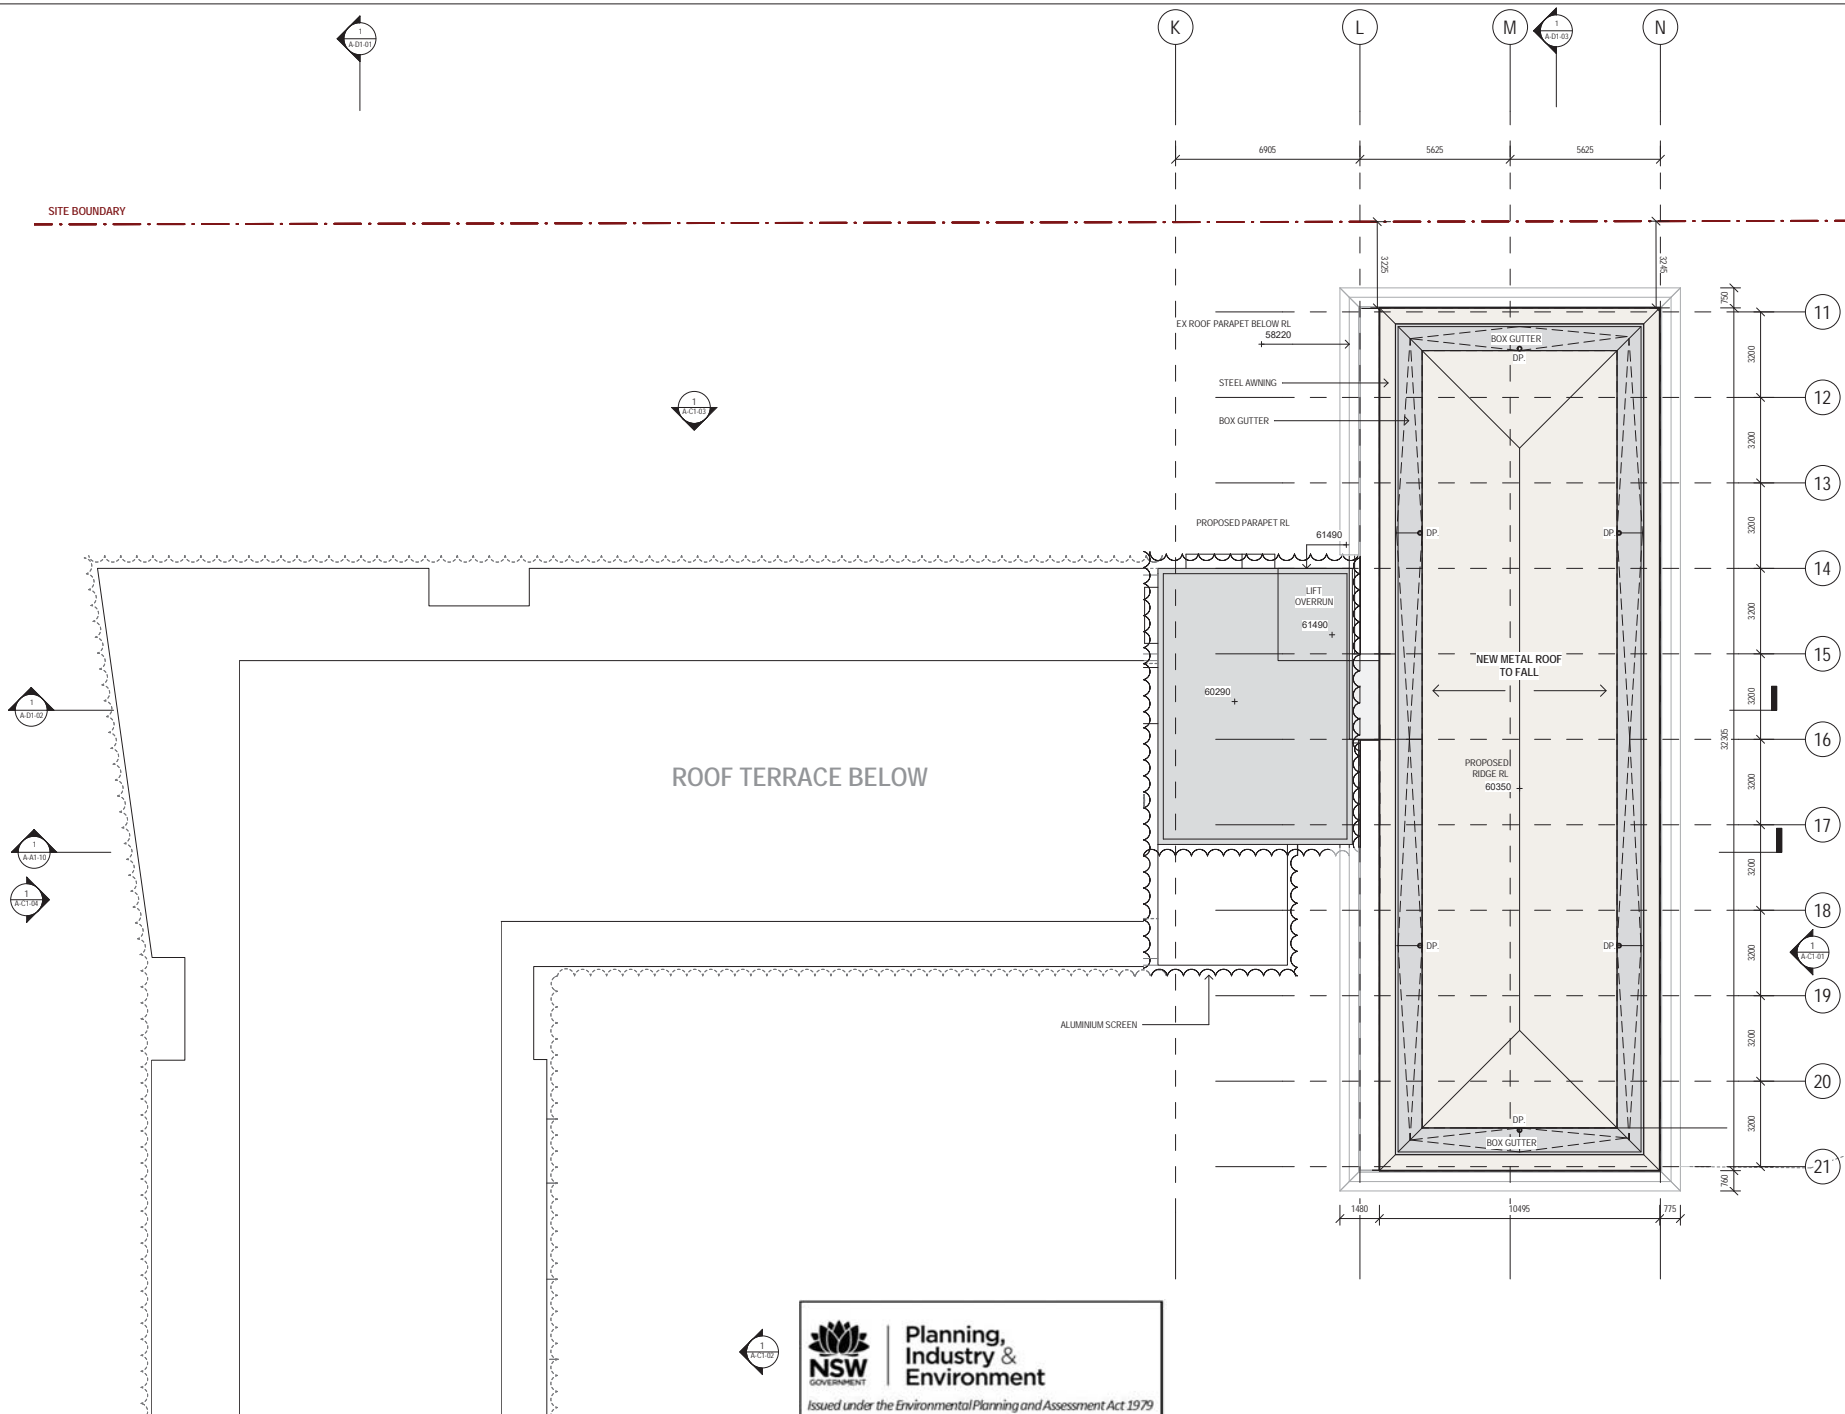 1
A-D1-01
K
L
M
1
A-D1-03
N
6905
5625
5625
SITE BOUNDARY
3225
3245
750
11
EX ROOF PARAPET BELOW RL
58220
BOX GUTTER
DP.
3200
STEEL AWNING
12
1
A-C1-03
BOX GUTTER
3200
13
PROPOSED PARAPET RL
61490
DP.
DP.
3200
14
LIFT
OVERRUN
61490
3200
15
NEW METAL ROOF
TO FALL
60290
3200
1
A-D1-02
32305
16
ROOF TERRACE BELOW
PROPOSED
RIDGE RL
60350
3200
17
1
A-A1-10
3200
1
A-C1-04
18
DP.
DP.
3200
1
A-C1-01
19
ALUMINIUM SCREEN
3200
20
3200
DP.
BOX GUTTER
21
760
1480
10495
775
1
A-C1-02
NSW
GOVERNMENT
Planning,
Industry &
Environment
Issued under the Environmental Planning and Assessment Act 1979